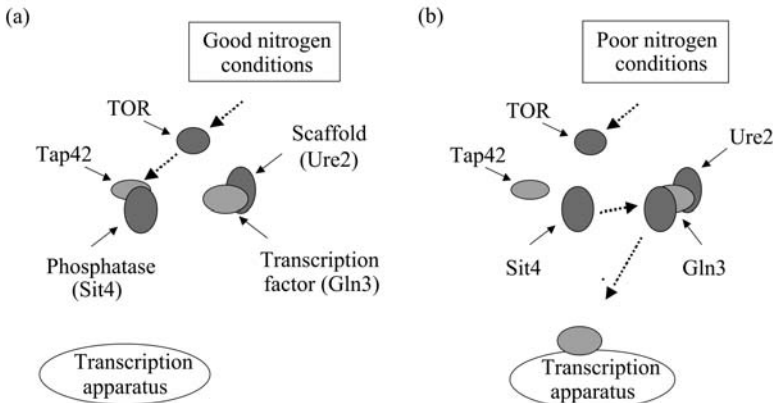 (a)
Good nitrogen
conditions
TOR
Tap42
Scaffold
(Ure2)
Phosphatase
(Sit4)
Transcription
factor (Gln3)
Transcription
apparatus
(b)
Poor nitrogen
conditions
TOR
Ure2
Tap42
Sit4
Gln3
Transcription
apparatus